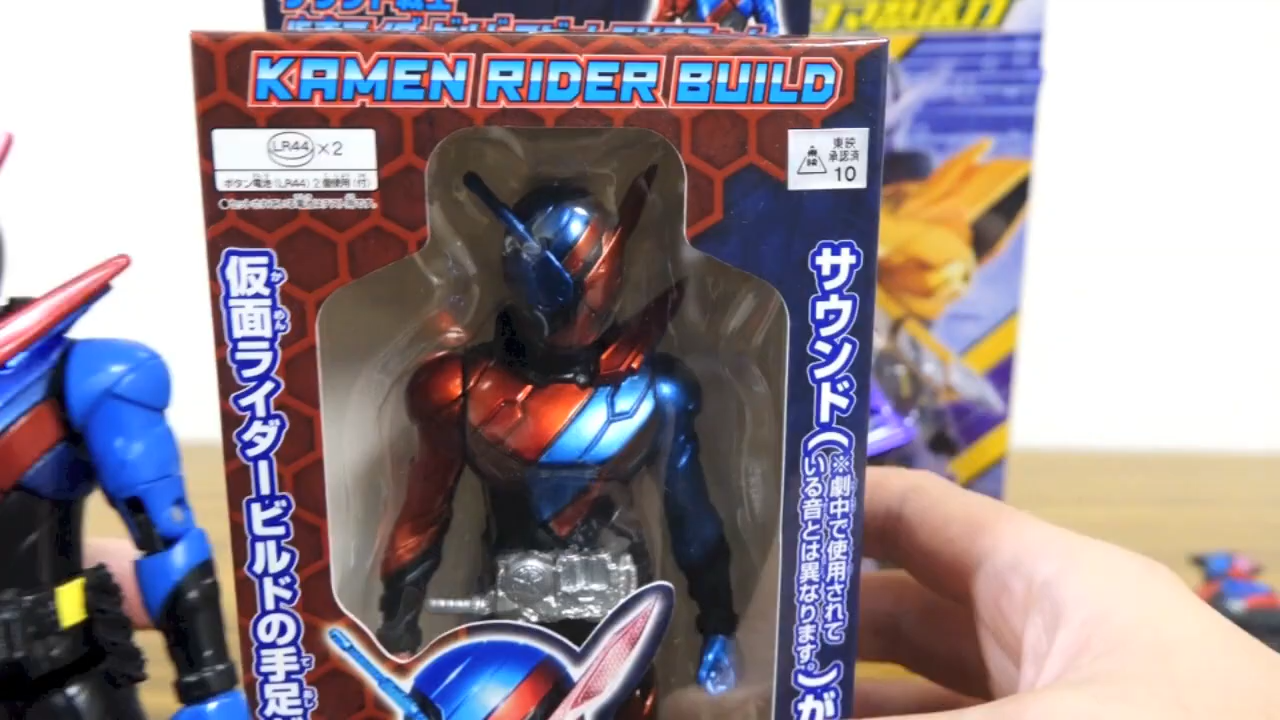 KAMEN RIDER BUILD
LR44 ×2
ボタン電池(LR44)2個使用(付)
東映
承認済
10
仮面ライダービルドの手足
サウンド(※劇中で使用されて
いる音とは異なります。)が